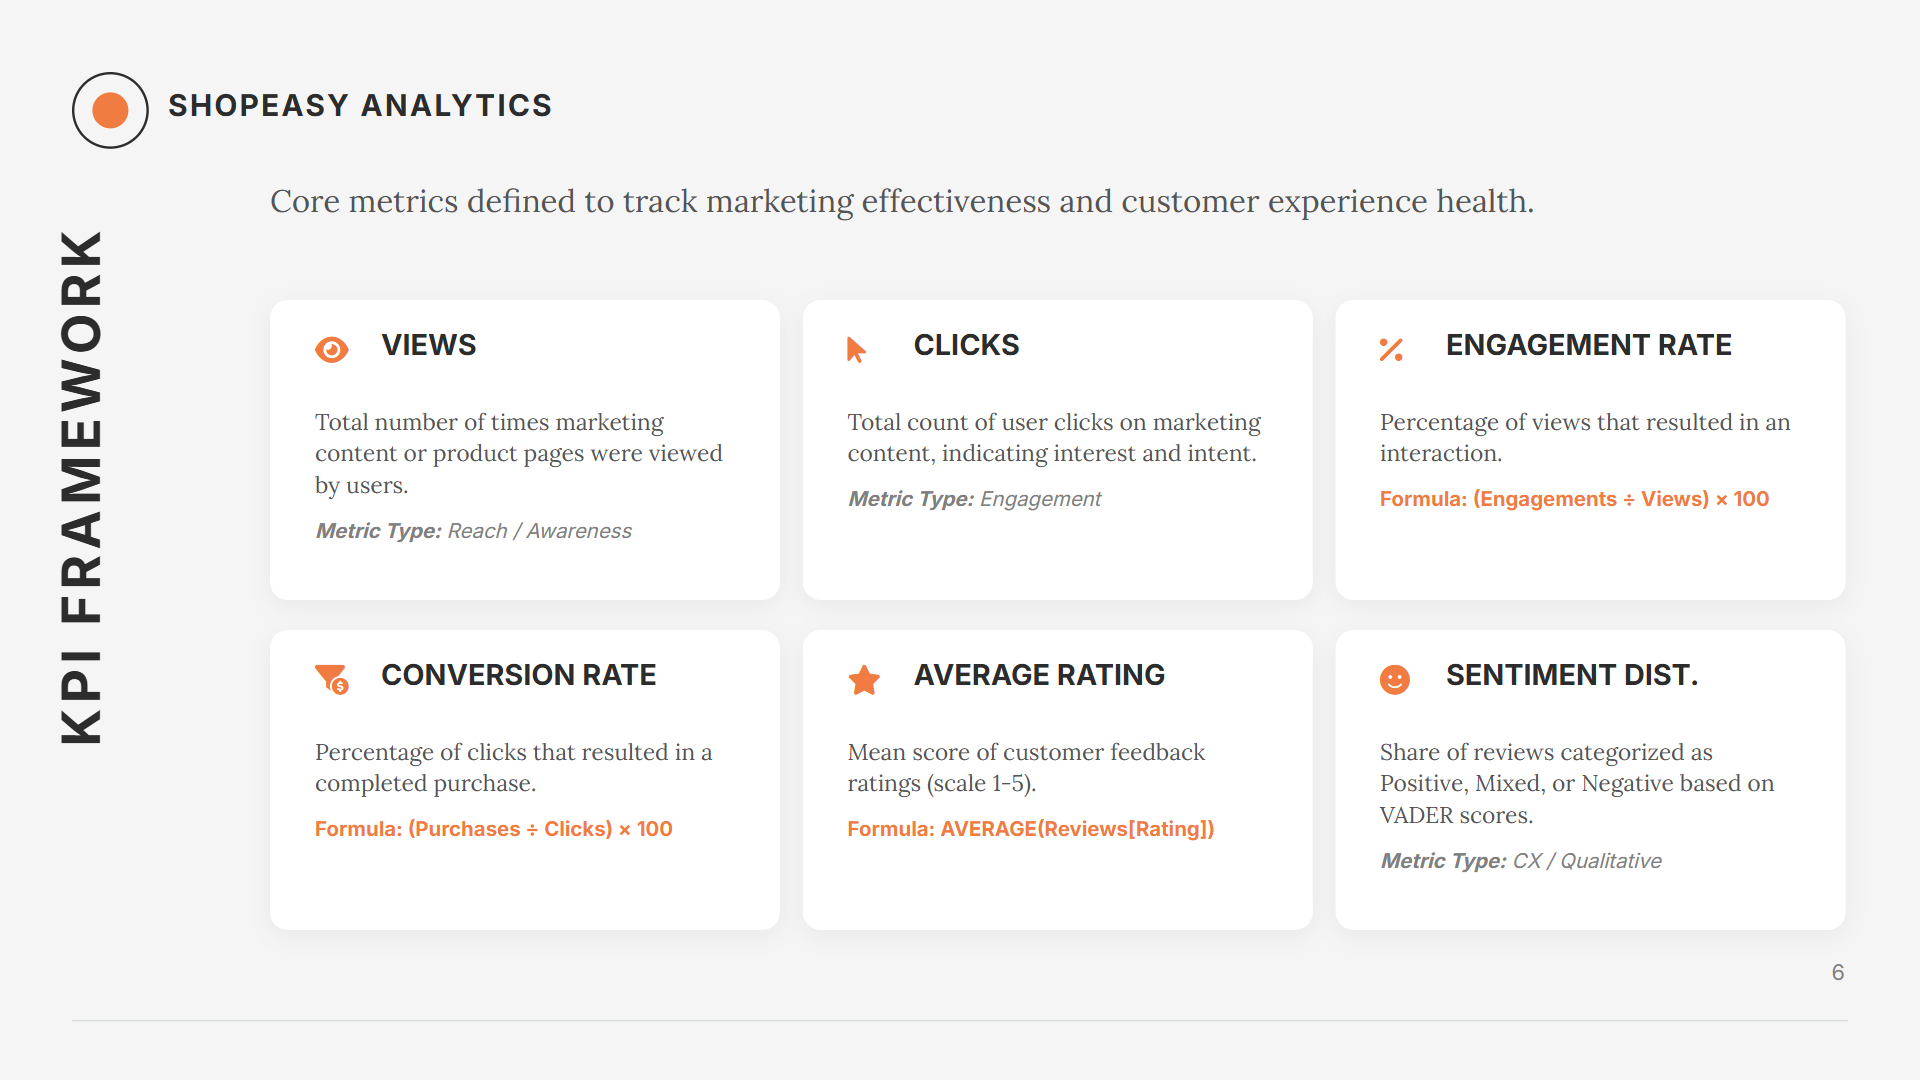 SHOPEASY ANALYTICS
Core metrics defined to track marketing effectiveness and customer experience health.
KPI FRAMEWORK
VIEWS
Total number of times marketing
content or product pages were viewed
by users.
Metric Type: Reach / Awareness
CLICKS
Total count of user clicks on marketing
content, indicating interest and intent.
Metric Type: Engagement
ENGAGEMENT RATE
Percentage of views that resulted in an
interaction.
Formula: (Engagements ÷ Views) × 100
CONVERSION RATE
Percentage of clicks that resulted in a
completed purchase.
Formula: (Purchases ÷ Clicks) × 100
AVERAGE RATING
Mean score of customer feedback
ratings (scale 1-5).
Formula: AVERAGE(Reviews[Rating])
SENTIMENT DIST.
Share of reviews categorized as
Positive, Mixed, or Negative based on
VADER scores.
Metric Type: CX / Qualitative
6